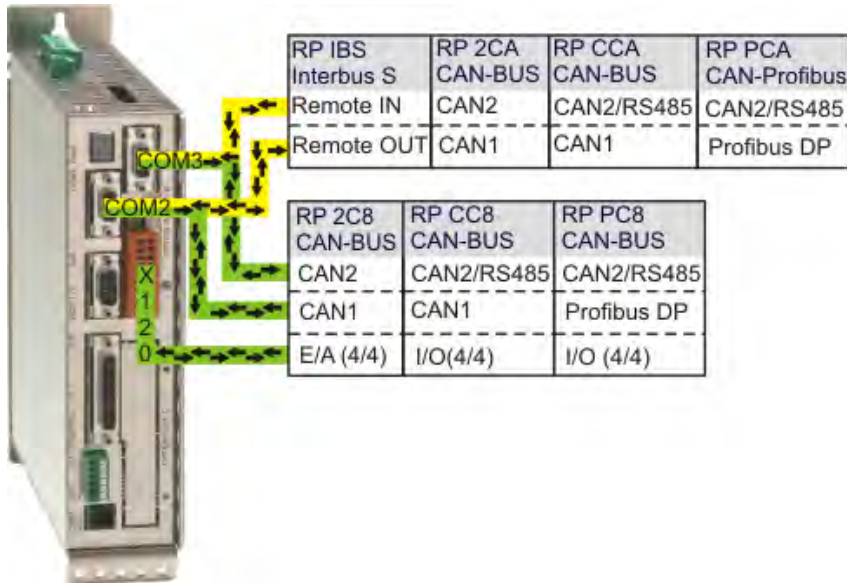 RP IBS RP 2CA RP CCA RP PCA
Interbus S CAN-BUS CAN-BUS CAN-Profibus
Remote IN CAN2 CAN2/RS485 CAN2/RS485
Remote OUT CAN1 CAN1 Profibus DP
COM3
COM2
RP 2C8 RP CC8 RP PC8
CAN-BUS CAN-BUS CAN-BUS
CAN2 CAN2/RS485 CAN2/RS485
CAN1 CAN1 Profibus DP
E/A (4/4) I/O(4/4) I/O (4/4)
X
1
2
0